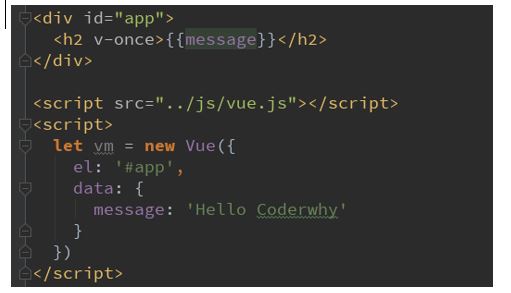 <div id="app">
  <h2 v-once>{{message}}</h2>
</div>

<script src="../js/vue.js"></script>
<script>
  let vm = new Vue({
    el: '#app',
    data: {
      message: 'Hello Coderwhy'
    }
  })
</script>